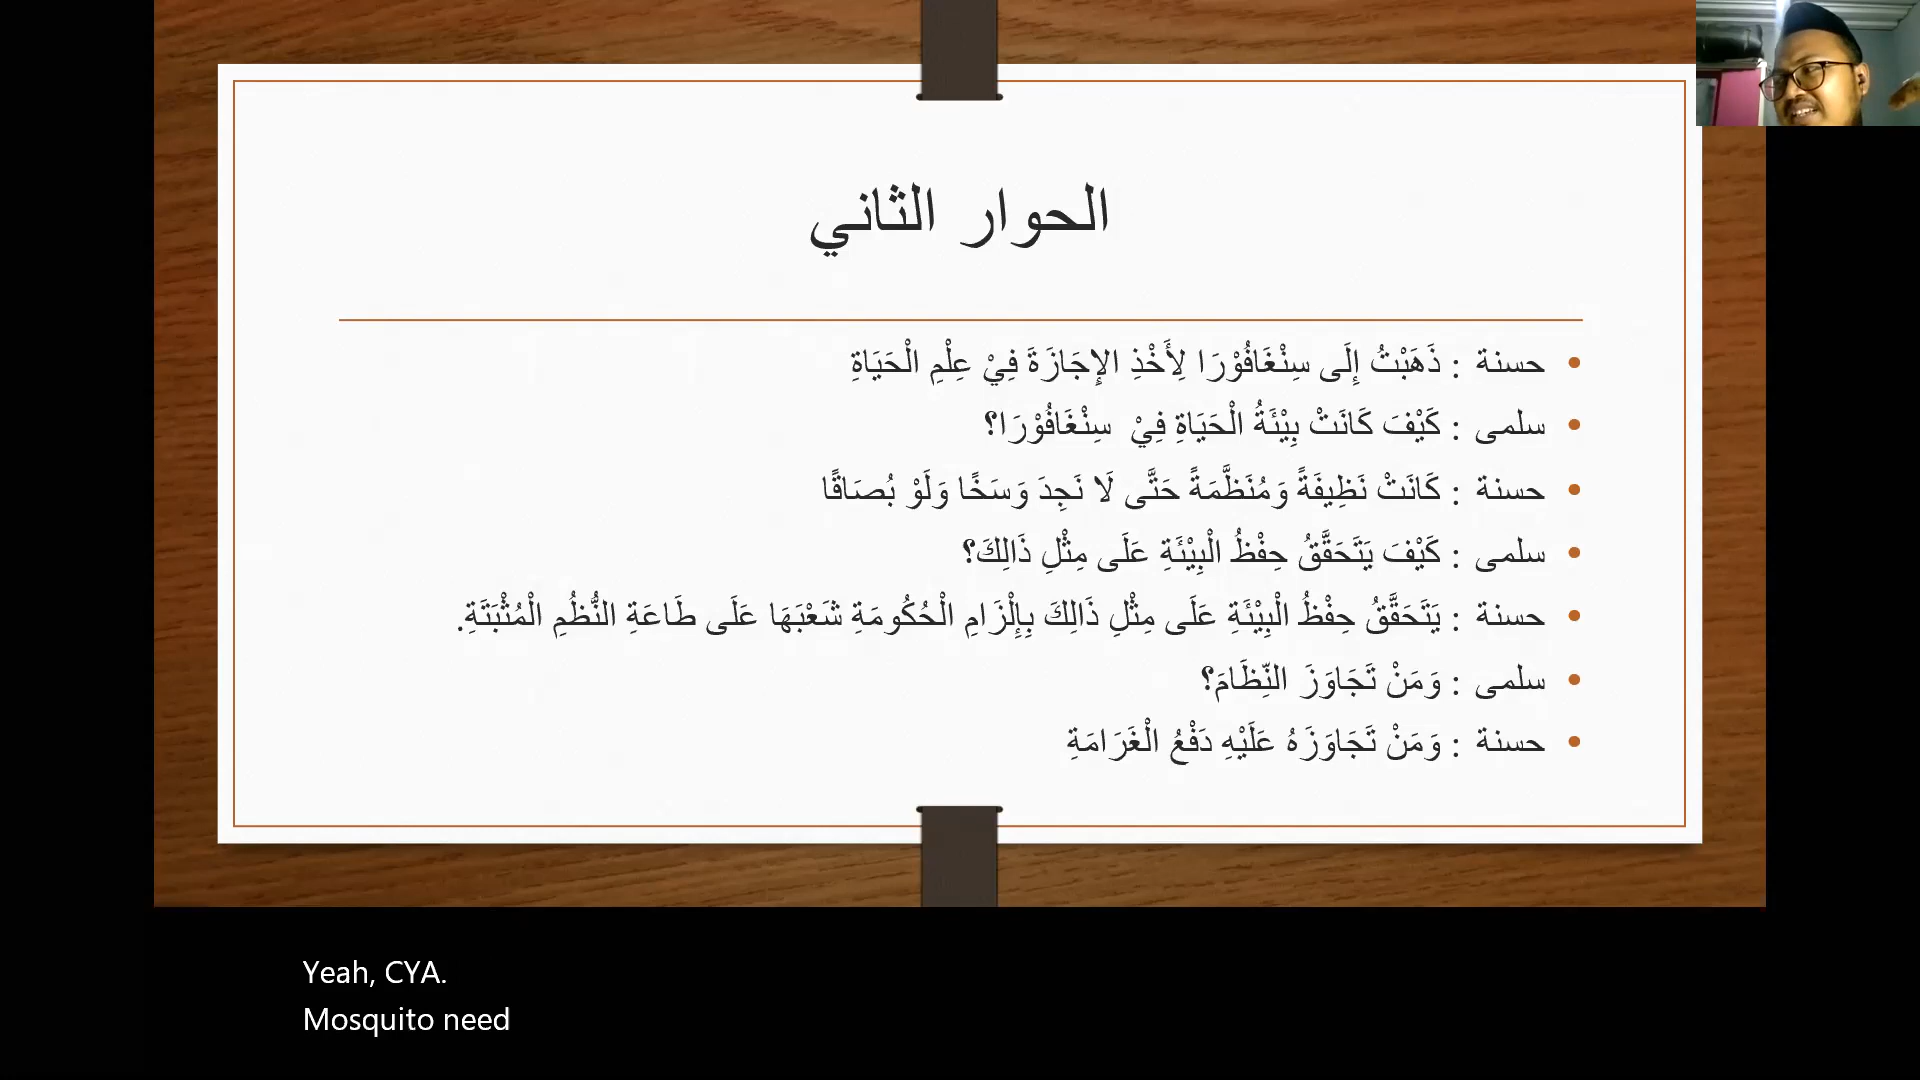 الحوار الثاني
حسنة : ذَهَبْتُ إِلَى سِنْغَافُوْرَا لِأَخْذِ الإِجَازَةَ فِيْ عِلْمِ الْحَيَاةِ
سلمى : كَيْفَ كَانَتْ بِيْئَةُ الْحَيَاةِ فِيْ سِنْغَافُوْرَا؟
حسنة : كَانَتْ نَظِيفَةً وَمُنَظَّمَةً حَتَّى لَا نَجِدَ وَسَخًا وَلَوْ بُصَاقًا
سلمى : كَيْفَ يَتَحَقَّقُ حِفْظُ الْبِيْئَةِ عَلَى مِثْلِ ذَالِكَ؟
حسنة : يَتَحَقَّقُ حِفْظُ الْبِيْئَةِ عَلَى مِثْلِ ذَالِكَ بِإِلْزَامِ الْحُكُومَةِ شَعْبَهَا عَلَى طَاعَةِ النُّظُمِ الْمُثْبَتَةِ.
سلمى : وَمَنْ تَجَاوَزَ النِّظَامَ؟
حسنة : وَمَنْ تَجَاوَزَهُ عَلَيْهِ دَفْعُ الْغَرَامَةِ
Yeah, CYA.
Mosquito need